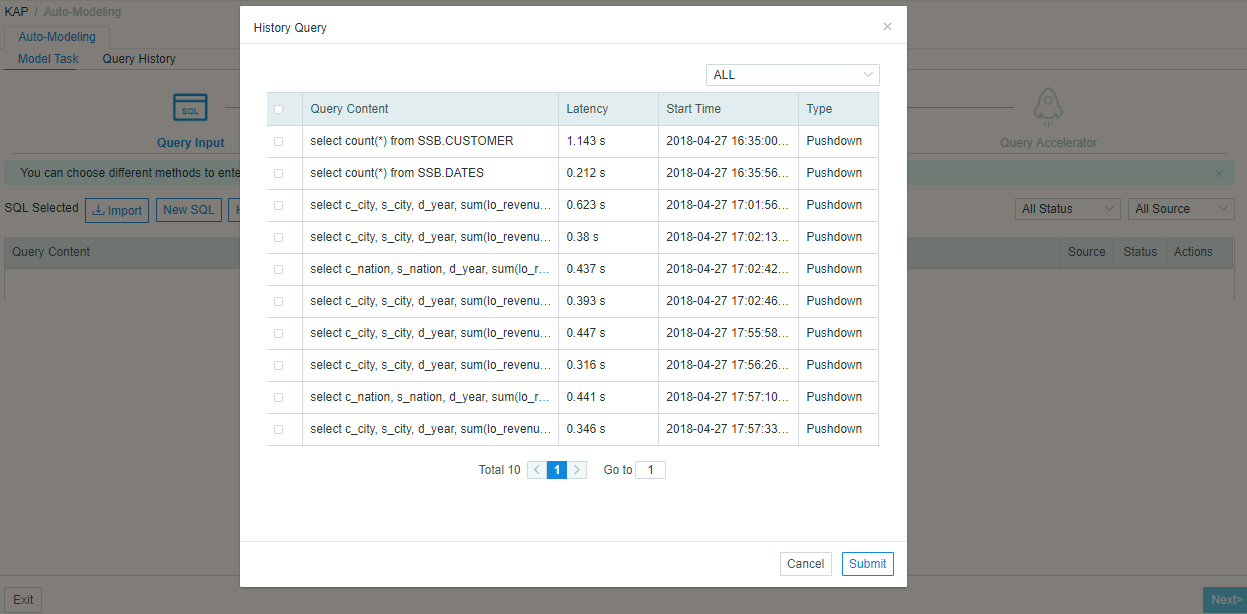 KAP / Auto-Modeling
Auto-Modeling
Model Task Query History
SQL
Query Input
Query Accelerator
You can choose different methods to ente
SQL Selected Import New SQL
All Status All Source
Query Content Source Status Actions
History Query
ALL
Query Content Latency Start Time Type
select count(*) from SSB.CUSTOMER 1.143 s 2018-04-27 16:35:00... Pushdown
select count(*) from SSB.DATES 0.212 s 2018-04-27 16:35:56... Pushdown
select c_city, s_city, d_year, sum(lo_revenu... 0.623 s 2018-04-27 17:01:56... Pushdown
select c_city, s_city, d_year, sum(lo_revenu... 0.38 s 2018-04-27 17:02:13... Pushdown
select c_nation, s_nation, d_year, sum(lo_r... 0.437 s 2018-04-27 17:02:42... Pushdown
select c_city, s_city, d_year, sum(lo_revenu... 0.393 s 2018-04-27 17:02:46... Pushdown
select c_city, s_city, d_year, sum(lo_revenu... 0.447 s 2018-04-27 17:55:58... Pushdown
select c_city, s_city, d_year, sum(lo_revenu... 0.316 s 2018-04-27 17:56:26... Pushdown
select c_nation, s_nation, d_year, sum(lo_r... 0.441 s 2018-04-27 17:57:10... Pushdown
select c_city, s_city, d_year, sum(lo_revenu... 0.346 s 2018-04-27 17:57:33... Pushdown
Total 10 < 1 > Go to 1
Cancel Submit
Exit Next>